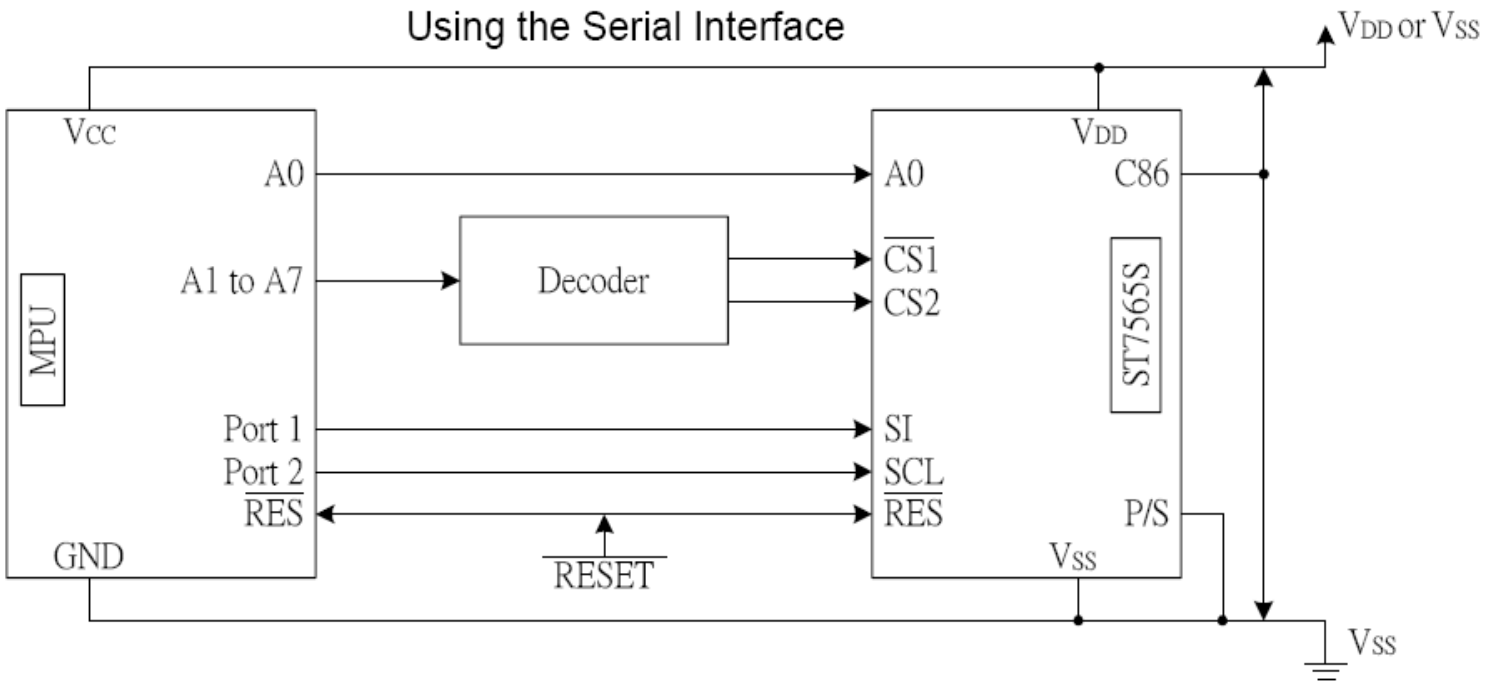 Using the Serial Interface
VDD or VSS
VCC
VDD
A0
A0
C86
CS1
A1 to A7
Decoder
CS2
MPU
ST7565S
Port 1
SI
Port 2
SCL
RES
RES
P/S
GND
RESET
VSS
VSS